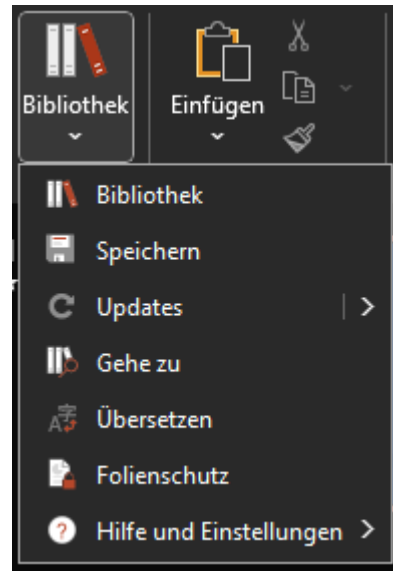 Bibliothek
Einfügen
Bibliothek
Speichern
Updates
Gehe zu
Übersetzen
Folienschutz
Hilfe und Einstellungen